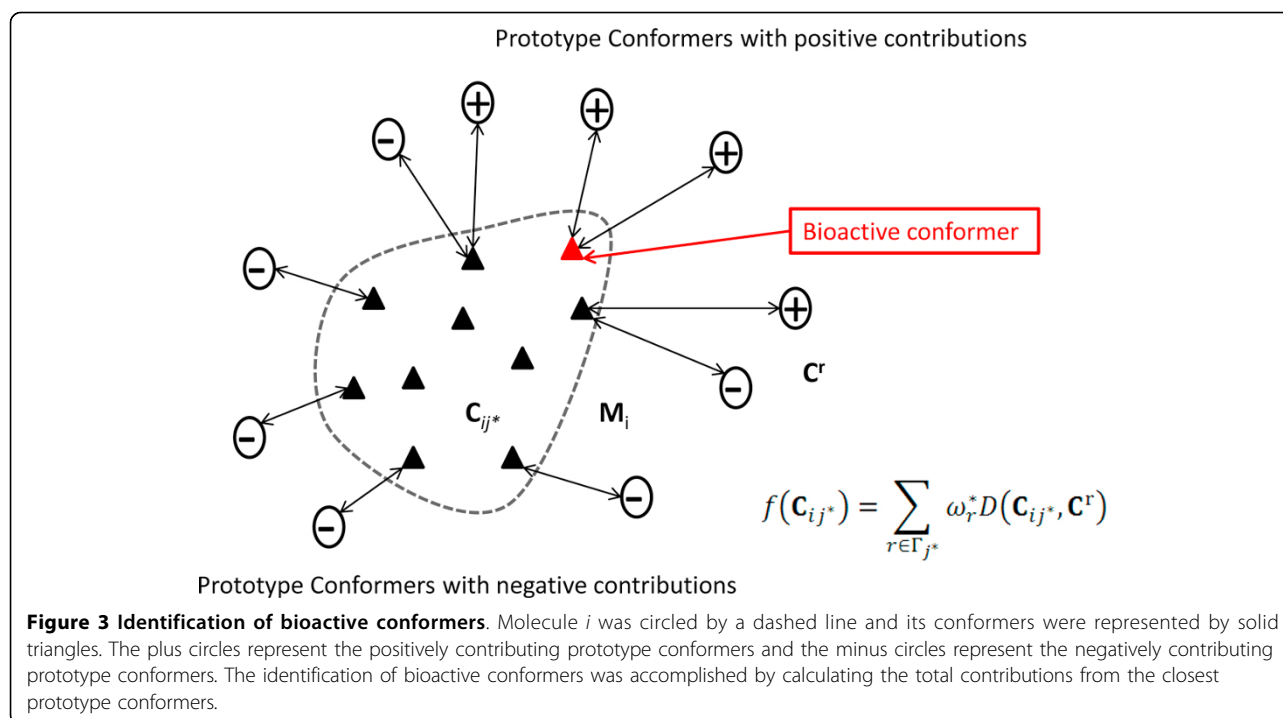 Prototype Conformers with positive contributions
+
+
-
+
Bioactive conformer
-
+
C^r
-
C_ij*
M_i
-
-
-
f(C_ij*) = ∑_{r∈Γ_j*} ω_r^* D(C_ij*, C^r)
Prototype Conformers with negative contributions
Figure 3 Identification of bioactive conformers. Molecule i was circled by a dashed line and its conformers were represented by solid
triangles. The plus circles represent the positively contributing prototype conformers and the minus circles represent the negatively contributing
prototype conformers. The identification of bioactive conformers was accomplished by calculating the total contributions from the closest
prototype conformers.